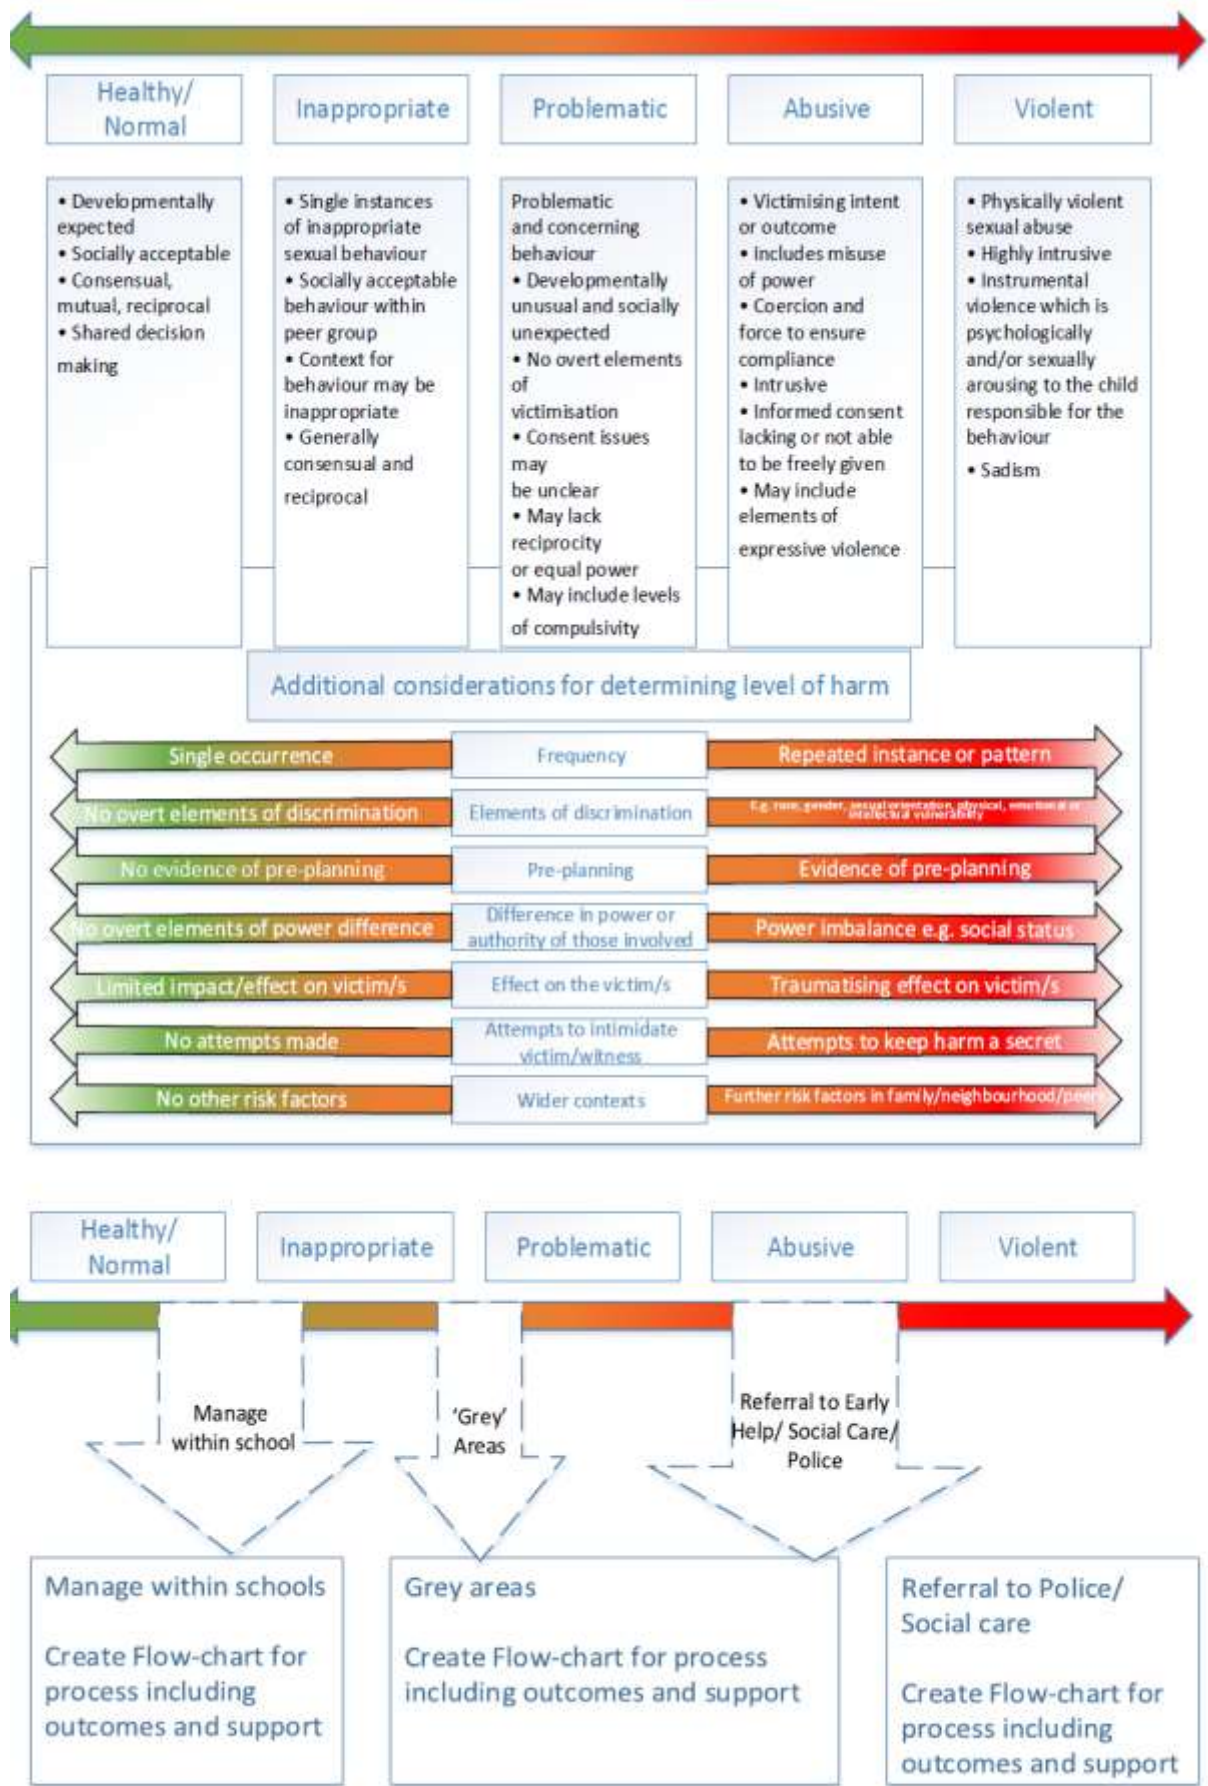 Healthy/
Normal
Inappropriate
Problematic
Abusive
Violent
• Developmentally
expected
• Socially acceptable
• Consensual,
mutual, reciprocal
• Shared decision
making
• Single instances
of inappropriate
sexual behaviour
• Socially acceptable
behaviour within
peer group
• Context for
behaviour may be
inappropriate
• Generally
consensual and
reciprocal
Problematic
and concerning
behaviour
• Developmentally
unusual and socially
unexpected
• No overt elements
of
victimisation
• Consent issues
may
be unclear
• May lack
reciprocity
or equal power
• May include levels
of compulsivity
• Victimising intent
or outcome
• Includes misuse
of power
• Coercion and
force to ensure
compliance
• Intrusive
• Informed consent
lacking or not able
to be freely given
• May include
elements of
expressive violence
• Physically violent
sexual abuse
• Highly intrusive
• Instrumental
violence which is
psychologically
and/or sexually
arousing to the child
responsible for the
behaviour
• Sadism
Additional considerations for determining level of harm
Single occurrence
Frequency
Repeated instance or pattern
No overt elements of discrimination
Elements of discrimination
E.g. race, gender, sexual orientation, physical, emotional or
intellectual vulnerability
No evidence of pre-planning
Pre-planning
Evidence of pre-planning
No overt elements of power difference
Difference in power or
authority of those involved
Power imbalance e.g. social status
Limited impact/effect on victim/s
Effect on the victim/s
Traumatising effect on victim/s
No attempts made
Attempts to intimidate
victim/witness
Attempts to keep harm a secret
No other risk factors
Wider contexts
Further risk factors in family/neighbourhood/peers
Healthy/
Normal
Inappropriate
Problematic
Abusive
Violent
Manage
within school
'Grey'
Areas
Referral to Early
Help/ Social Care/
Police
Manage within schools
Create Flow-chart for
process including
outcomes and support
Grey areas
Create Flow-chart for process
including outcomes and support
Referral to Police/
Social care
Create Flow-chart for
process including
outcomes and support